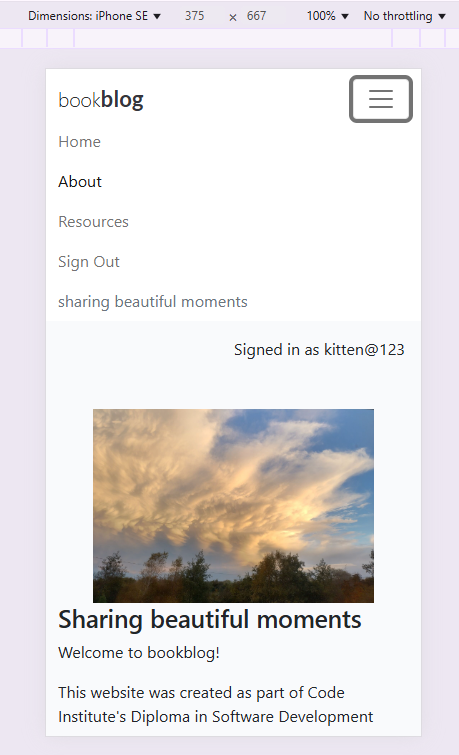 Dimensions: iPhone SE ▼ 375 × 667 100% ▼ No throttling ▼
bookblog
Home
About
Resources
Sign Out
sharing beautiful moments
Signed in as kitten@123
Sharing beautiful moments
Welcome to bookblog!
This website was created as part of Code
Institute's Diploma in Software Development